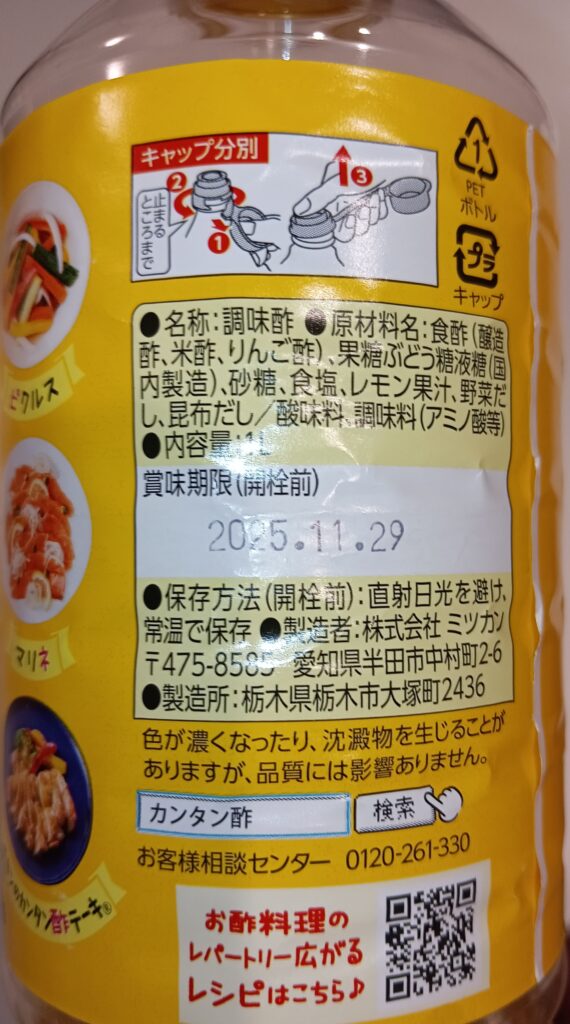 キャップ分別
止まる
ところまで
2
1
3
1
PET
ボトル
プラ
キャップ
ピクルス
マリネ
のカンタン酢テーキ®
●名称:調味酢 ●原材料名:食酢(醸造
酢、米酢、りんご酢)、果糖ぶどう糖液糖(国
内製造)、砂糖、食塩、レモン果汁、野菜だ
し、昆布だし/酸味料、調味料(アミノ酸等)
●内容量:1L
賞味期限(開栓前)
2025.11.29
●保存方法(開栓前):直射日光を避け、
常温で保存 ●製造者:株式会社 ミツカン
〒475-8585 愛知県半田市中村町2-6
●製造所:栃木県栃木市大塚町2436
色が濃くなったり、沈澱物を生じることが
ありますが、品質には影響ありません。
カンタン酢 検索
お客様相談センター 0120-261-330
お酢料理の
レパートリー広がる
レシピはこちら♪